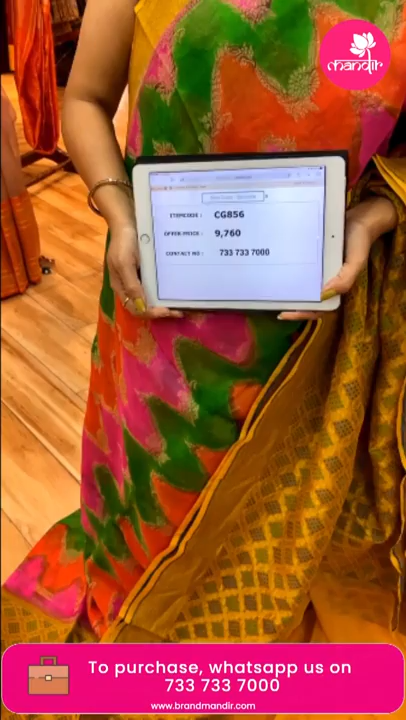 mandir
ITEMCODE : CG856
OFFER PRICE : 9,760
CONTACT NO : 733 733 7000
To purchase, whatsapp us on
733 733 7000
www.brandmandir.com